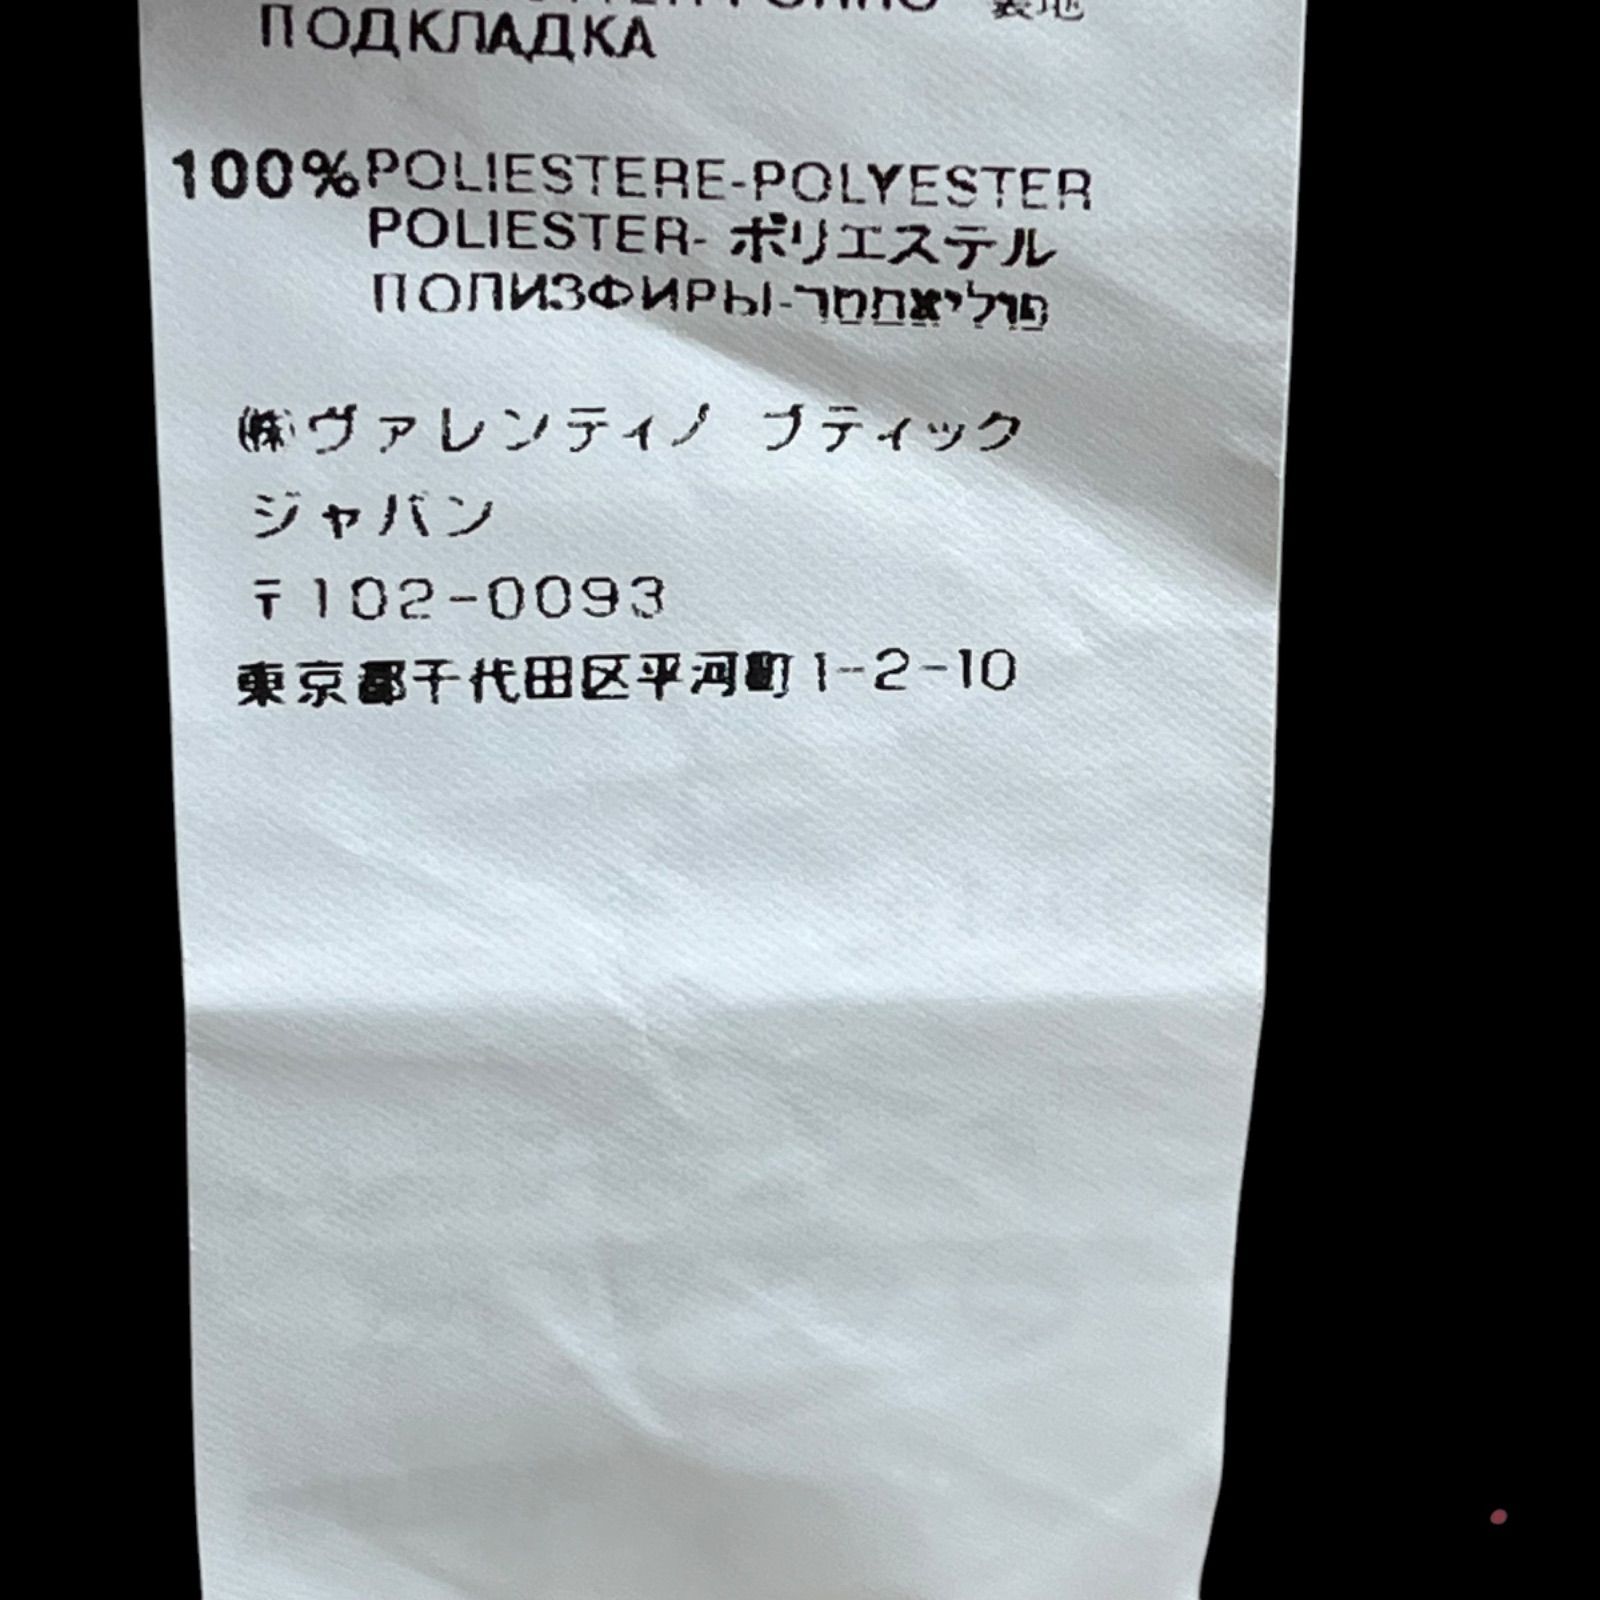 裏地
ПОДКЛАДКА
100% POLIESTERE-POLYESTER
POLIESTER- ポリエステル
ПОЛИЭФИРЫ-פוליאסטר
㈱ヴァレンティノ ブティック
ジャパン
〒102-0093
東京都千代田区平河町1-2-10